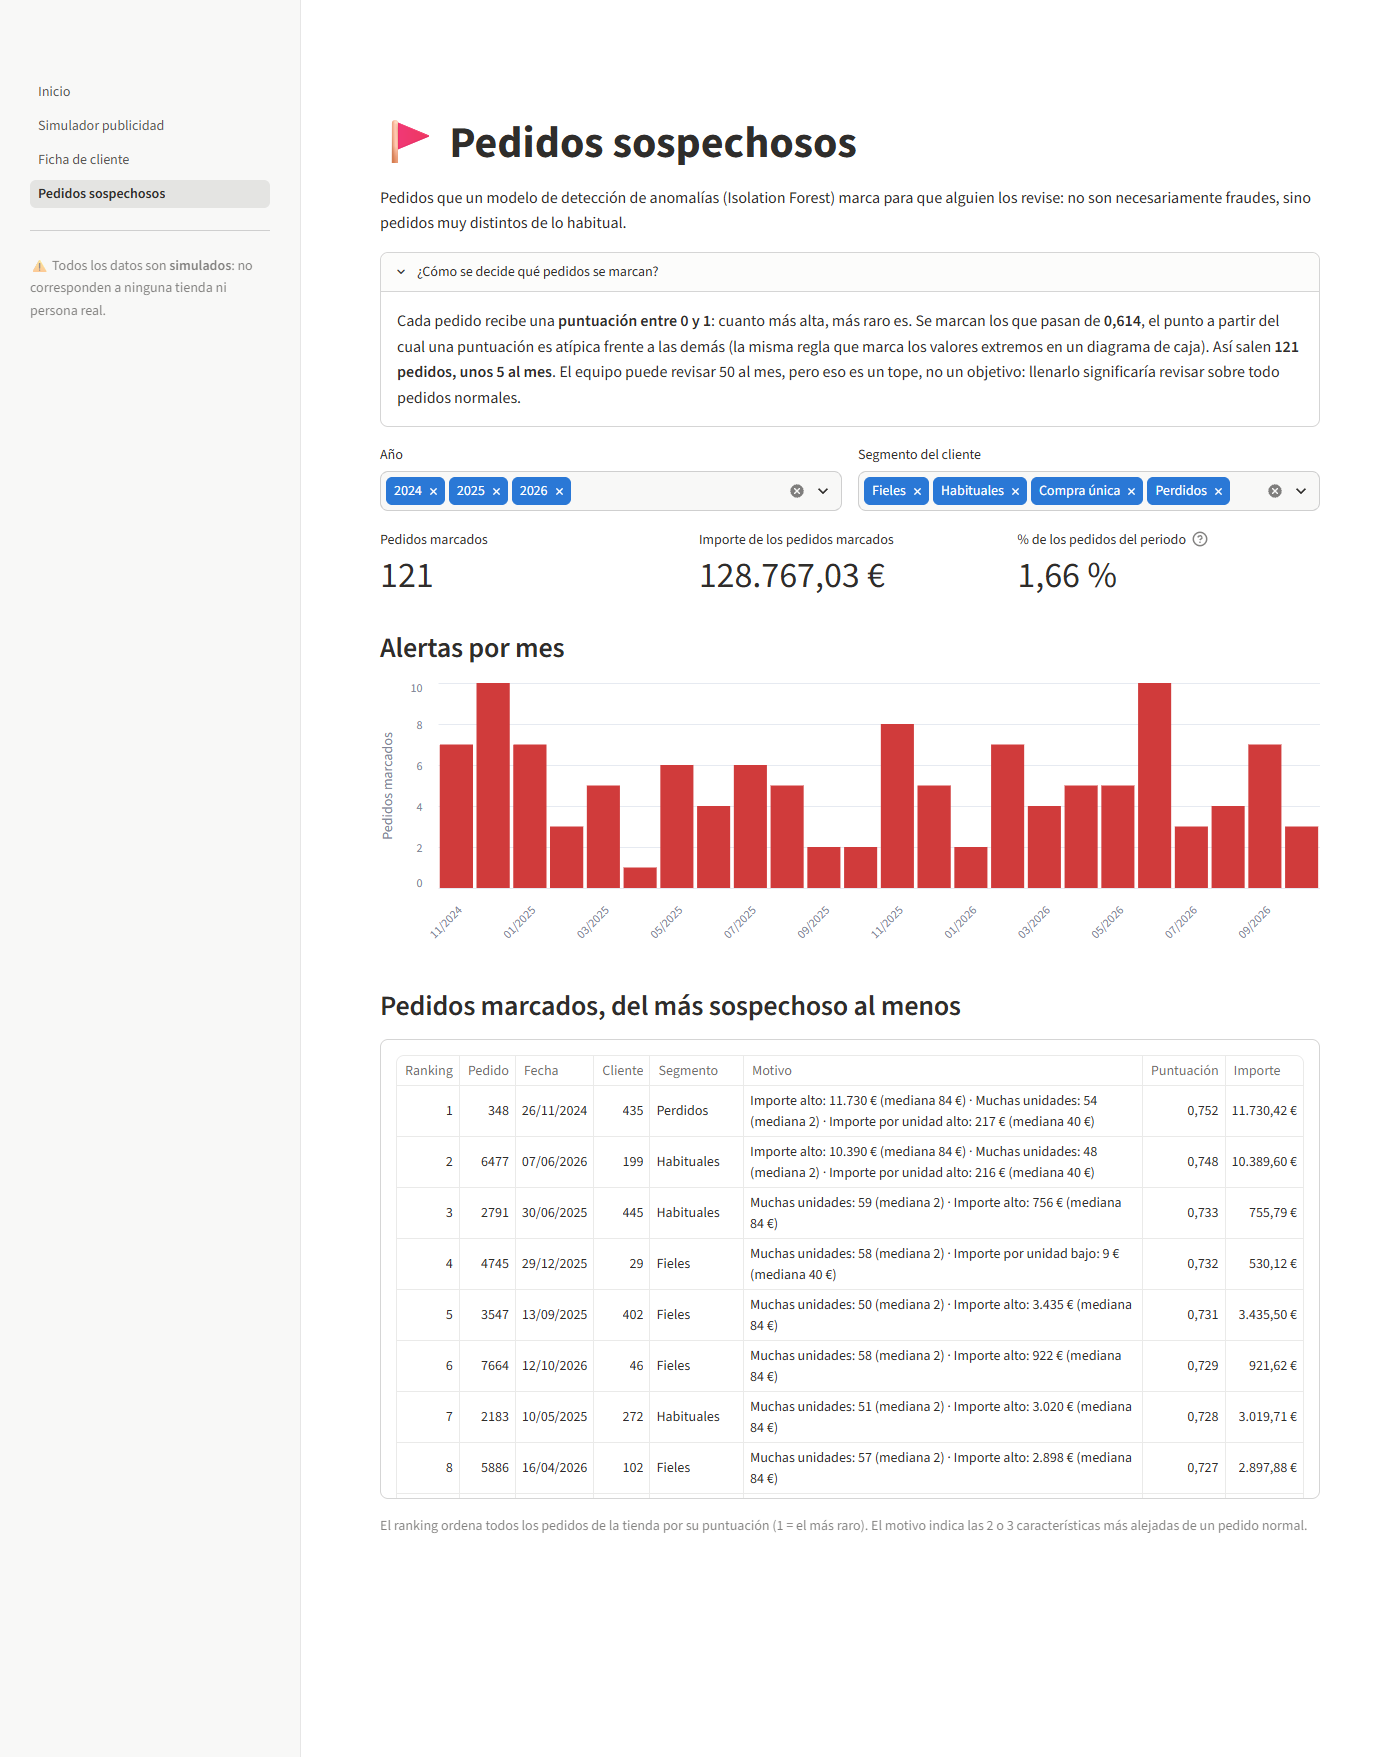 Inicio
Simulador publicidad
Ficha de cliente
Pedidos sospechosos
⚠️ Todos los datos son simulados: no
corresponden a ninguna tienda ni
persona real.
Pedidos sospechosos
Pedidos que un modelo de detección de anomalías (Isolation Forest) marca para que alguien los revise: no son necesariamente fraudes, sino
pedidos muy distintos de lo habitual.
¿Cómo se decide qué pedidos se marcan?
Cada pedido recibe una puntuación entre 0 y 1: cuanto más alta, más raro es. Se marcan los que pasan de 0,614, el punto a partir del
cual una puntuación es atípica frente a las demás (la misma regla que marca los valores extremos en un diagrama de caja). Así salen 121
pedidos, unos 5 al mes. El equipo puede revisar 50 al mes, pero eso es un tope, no un objetivo: llenarlo significaría revisar sobre todo
pedidos normales.
Año
Segmento del cliente
2024 × 2025 × 2026 ×
Fieles × Habituales × Compra única × Perdidos ×
Pedidos marcados
Importe de los pedidos marcados
% de los pedidos del periodo ?
121
128.767,03 €
1,66 %
Alertas por mes
Pedidos marcados
10
8
6
4
2
0
11/2024 01/2025 03/2025 05/2025 07/2025 09/2025 11/2025 01/2026 03/2026 05/2026 07/2026 09/2026
Pedidos marcados, del más sospechoso al menos
Ranking Pedido Fecha Cliente Segmento Motivo Puntuación Importe
1 348 26/11/2024 435 Perdidos Importe alto: 11.730 € (mediana 84 €) · Muchas unidades: 54
(mediana 2) · Importe por unidad alto: 217 € (mediana 40 €) 0,752 11.730,42 €
2 6477 07/06/2026 199 Habituales Importe alto: 10.390 € (mediana 84 €) · Muchas unidades: 48
(mediana 2) · Importe por unidad alto: 216 € (mediana 40 €) 0,748 10.389,60 €
3 2791 30/06/2025 445 Habituales Muchas unidades: 59 (mediana 2) · Importe alto: 756 € (mediana
84 €) 0,733 755,79 €
4 4745 29/12/2025 29 Fieles Muchas unidades: 58 (mediana 2) · Importe por unidad bajo: 9 €
(mediana 40 €) 0,732 530,12 €
5 3547 13/09/2025 402 Fieles Muchas unidades: 50 (mediana 2) · Importe alto: 3.435 € (mediana
84 €) 0,731 3.435,50 €
6 7664 12/10/2026 46 Fieles Muchas unidades: 58 (mediana 2) · Importe alto: 922 € (mediana
84 €) 0,729 921,62 €
7 2183 10/05/2025 272 Habituales Muchas unidades: 51 (mediana 2) · Importe alto: 3.020 € (mediana
84 €) 0,728 3.019,71 €
8 5886 16/04/2026 102 Fieles Muchas unidades: 57 (mediana 2) · Importe alto: 2.898 € (mediana
84 €) 0,727 2.897,88 €
El ranking ordena todos los pedidos de la tienda por su puntuación (1 = el más raro). El motivo indica las 2 o 3 características más alejadas de un pedido normal.